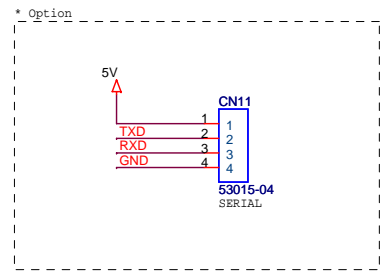 * Option
5V
CN11
1 1
TXD 2 2
RXD 3 3
GND 4 4
53015-04
SERIAL